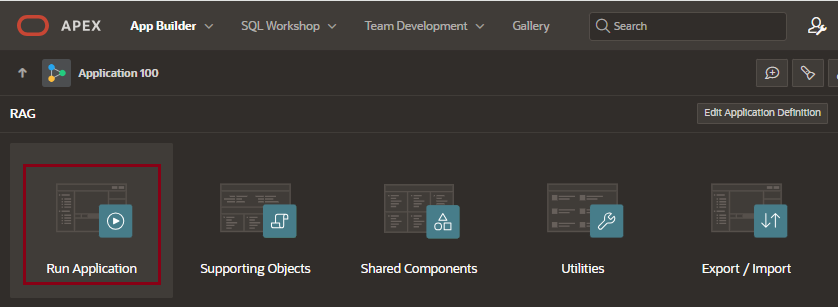 APEX App Builder SQL Workshop Team Development Gallery Search
Application 100
RAG Edit Application Definition
Run Application Supporting Objects Shared Components Utilities Export / Import